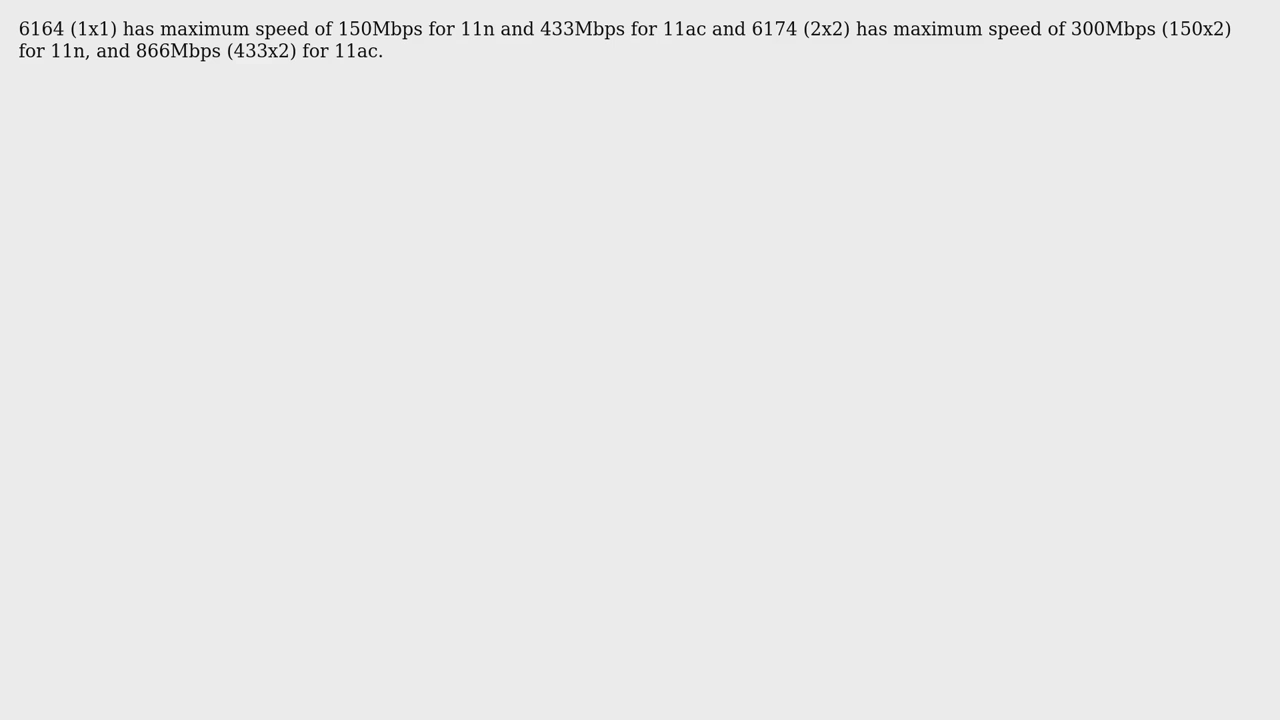 6164 (1x1) has maximum speed of 150Mbps for 11n and 433Mbps for 11ac and 6174 (2x2) has maximum speed of 300Mbps (150x2)
for 11n, and 866Mbps (433x2) for 11ac.